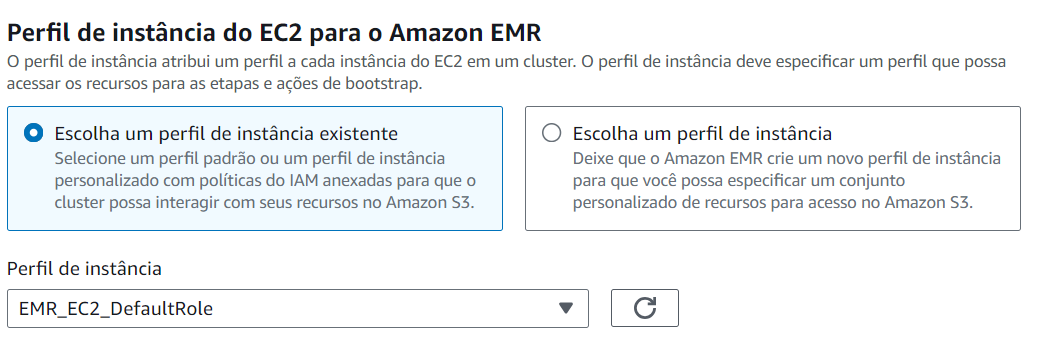 Perfil de instância do EC2 para o Amazon EMR
O perfil de instância atribui um perfil a cada instância do EC2 em um cluster. O perfil de instância deve especificar um perfil que possa
acessar os recursos para as etapas e ações de bootstrap.
Escolha um perfil de instância existente
Selecione um perfil padrão ou um perfil de instância
personalizado com políticas do IAM anexadas para que o
cluster possa interagir com seus recursos no Amazon S3.
Escolha um perfil de instância
Deixe que o Amazon EMR crie um novo perfil de instância
para que você possa especificar um conjunto
personalizado de recursos para acesso no Amazon S3.
Perfil de instância
EMR_EC2_DefaultRole